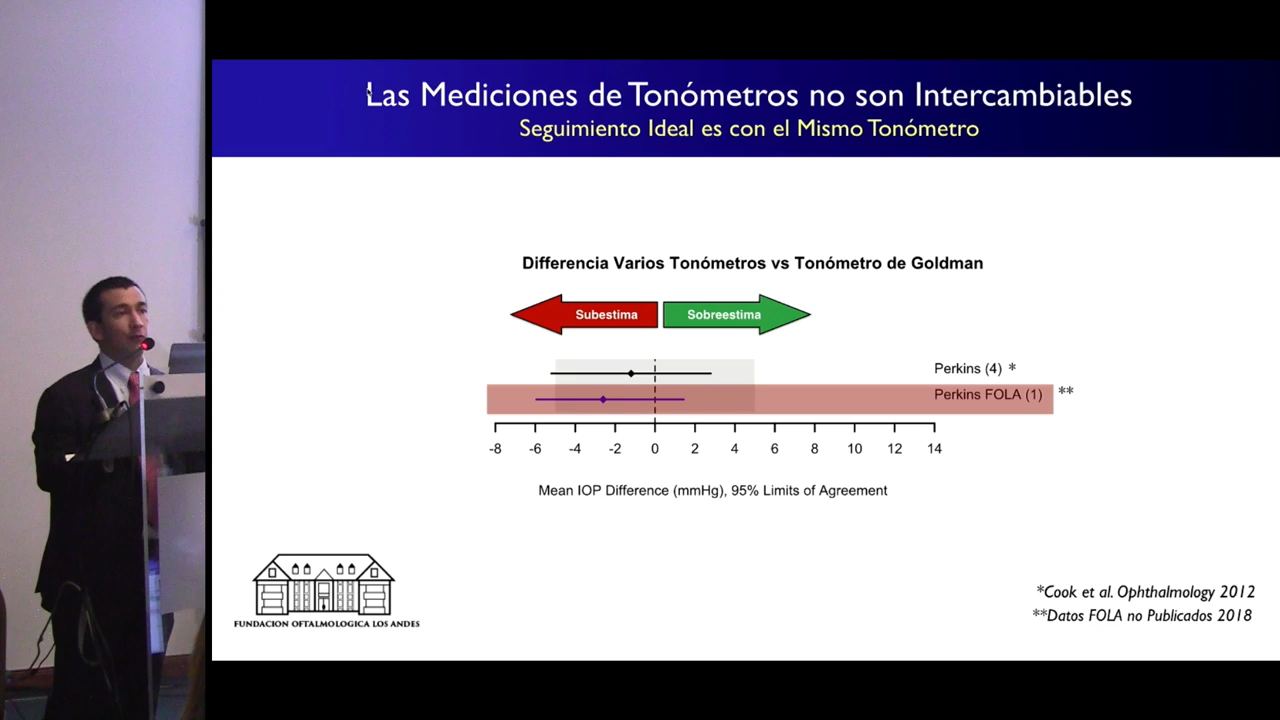 Las Mediciones de Tonómetros no son Intercambiables
Seguimiento Ideal es con el Mismo Tonómetro
Differencia Varios Tonómetros vs Tonómetro de Goldman
Subestima Sobreestima
Perkins (4) *
Perkins FOLA (1) **
-8 -6 -4 -2 0 2 4 6 8 10 12 14
Mean IOP Difference (mmHg), 95% Limits of Agreement
FUNDACION OFTALMOLOGICA LOS ANDES
*Cook et al. Ophthalmology 2012
**Datos FOLA no Publicados 2018